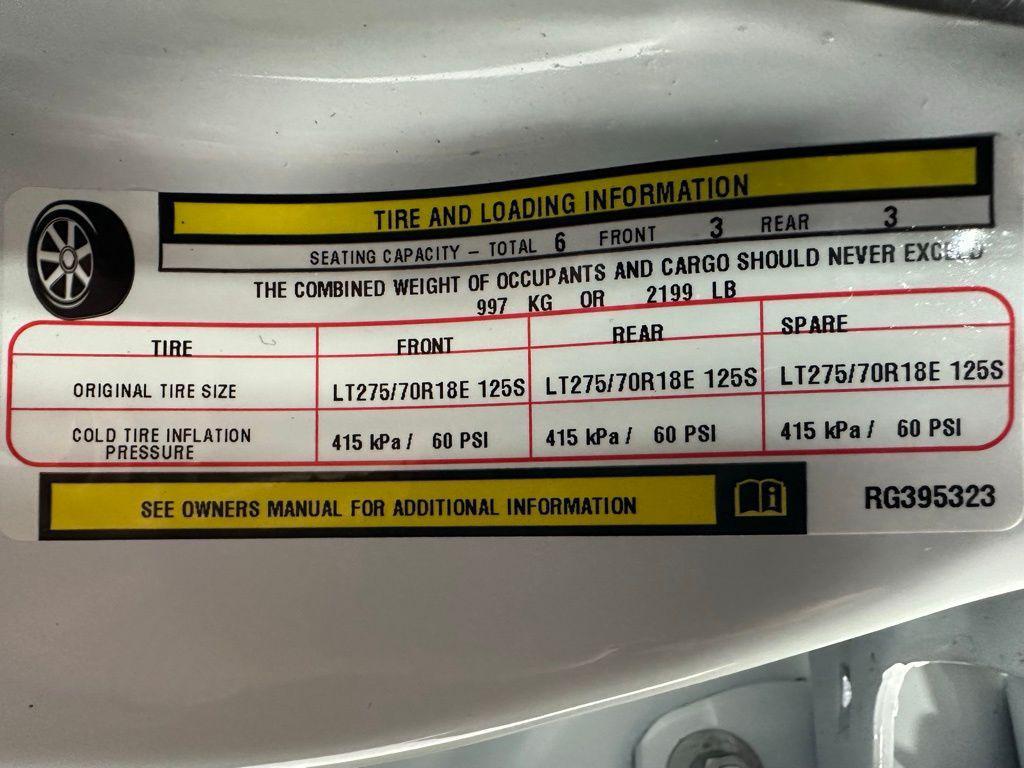 TIRE AND LOADING INFORMATION
SEATING CAPACITY – TOTAL 6 FRONT 3 REAR 3
THE COMBINED WEIGHT OF OCCUPANTS AND CARGO SHOULD NEVER EXCEED
997 KG OR 2199 LB
TIRE FRONT REAR SPARE
ORIGINAL TIRE SIZE LT275/70R18E 125S LT275/70R18E 125S LT275/70R18E 125S
COLD TIRE INFLATION PRESSURE 415 kPa / 60 PSI 415 kPa / 60 PSI 415 kPa / 60 PSI
SEE OWNERS MANUAL FOR ADDITIONAL INFORMATION
RG395323